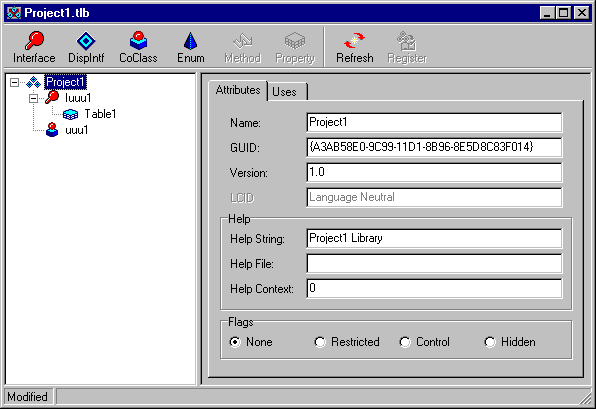 Project1.tlb
Interface DispIntf CoClass Enum Method Property Refresh Register
Project1
Iuuu1
Table1
uuu1
Attributes Uses
Name: Project1
GUID: {A3AB58E0-9C99-11D1-8B96-8E5D8C83F014}
Version: 1.0
LCID Language Neutral
Help
Help String: Project1 Library
Help File:
Help Context: 0
Flags
None Restricted Control Hidden
Modified